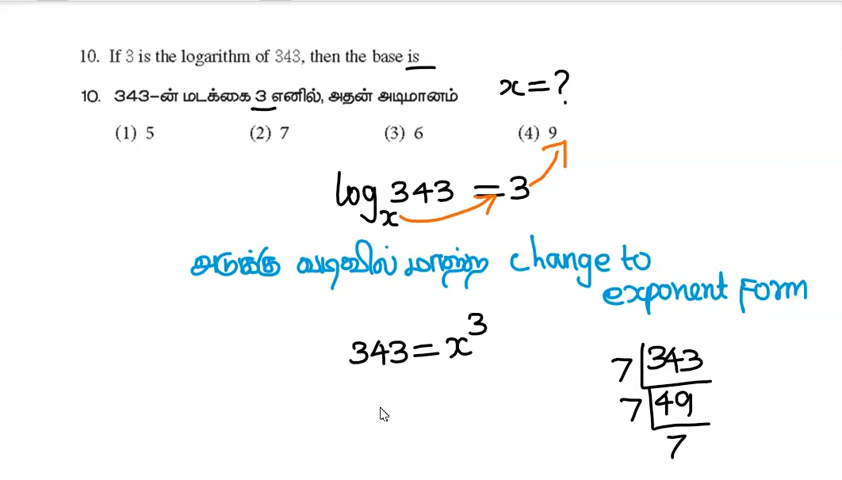 10. If 3 is the logarithm of 343, then the base is
10. 343-ன் மடக்கை 3 எனில், அதன் அடிமானம்
x = ?
(1) 5 (2) 7 (3) 6 (4) 9
logₓ 343 = 3
அடுக்கு வடிவில் மாற்ற change to
exponent form
343 = x³
7 | 343
7 | 49
7